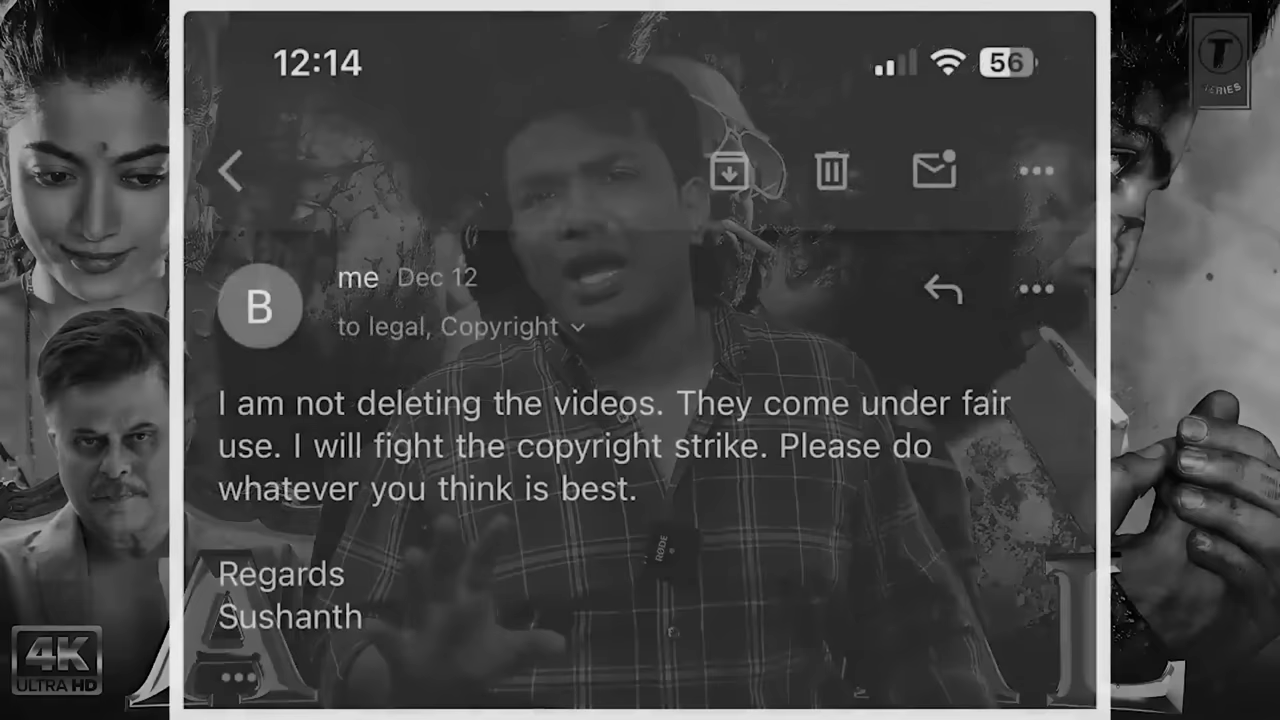 12:14
56
T
SERIES
B
me Dec 12
to legal, Copyright
I am not deleting the videos. They come under fair
use. I will fight the copyright strike. Please do
whatever you think is best.
Regards
Sushanth
RØDE
A L
4K
ULTRA HD